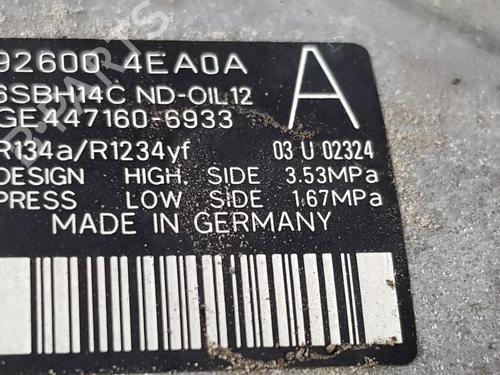 92600 4EA0A
6SBH14C ND-OIL12
GE447160-6933
A
R134a/R1234yf
03 U 02324
DESIGN HIGH SIDE 3.53MPa
PRESS LOW SIDE 1.67MPa
MADE IN GERMANY